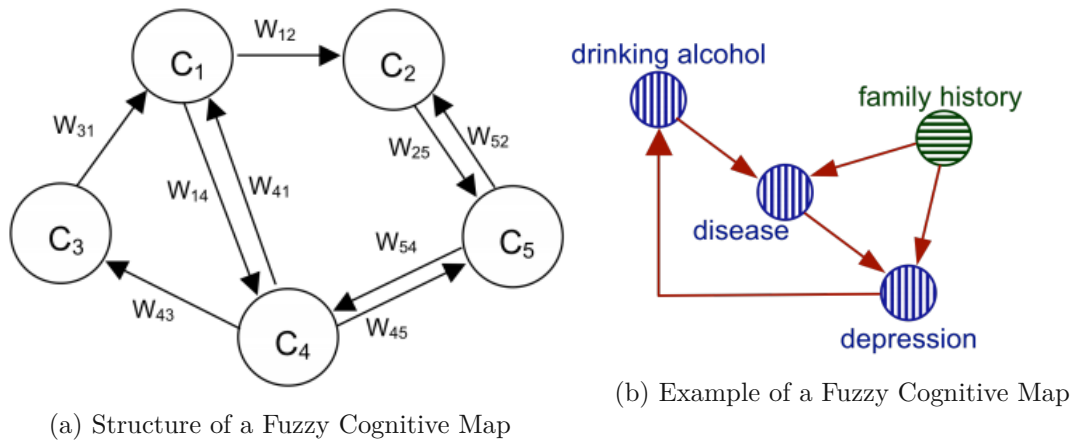 C1
W12
C2
W31
W14
W41
W25
W52
C3
W54
C5
W43
C4
W45
(a) Structure of a Fuzzy Cognitive Map
drinking alcohol
family history
disease
depression
(b) Example of a Fuzzy Cognitive Map